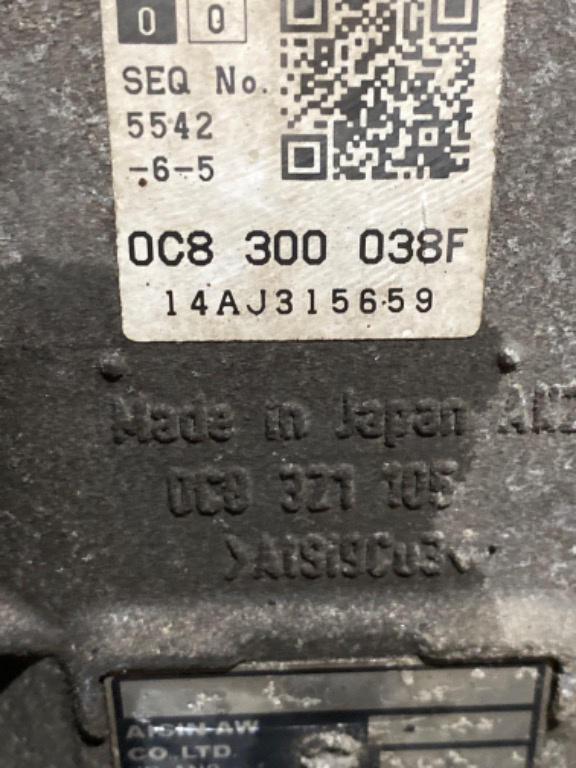 0 0
SEQ No.
5542
-6-5
0C8 300 038F
14AJ315659
Made in Japan
0C8 321 105
>AlSi9Cu3<
AISIN-AW
CO.,LTD.